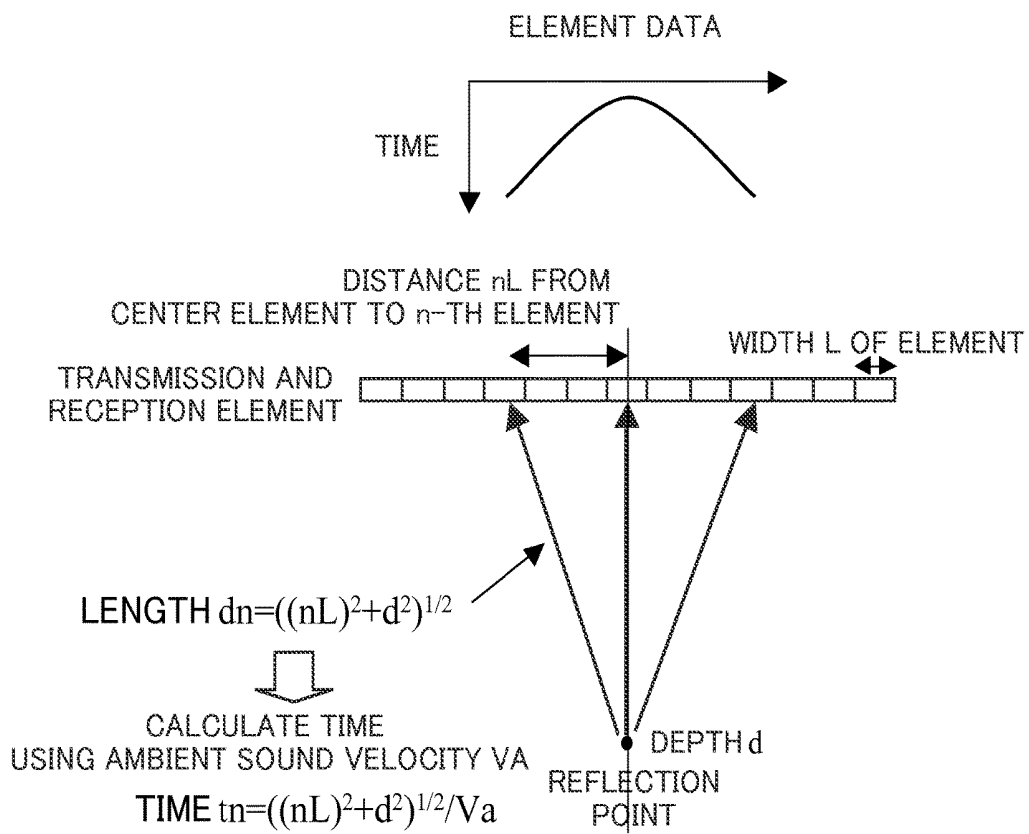 ELEMENT DATA
TIME
DISTANCE nL FROM
CENTER ELEMENT TO n-TH ELEMENT
WIDTH L OF ELEMENT
TRANSMISSION AND
RECEPTION ELEMENT
LENGTH dn=((nL)²+d²)¹/²
CALCULATE TIME
USING AMBIENT SOUND VELOCITY VA
TIME tn=((nL)²+d²)¹/²/Va
DEPTH d
REFLECTION
POINT